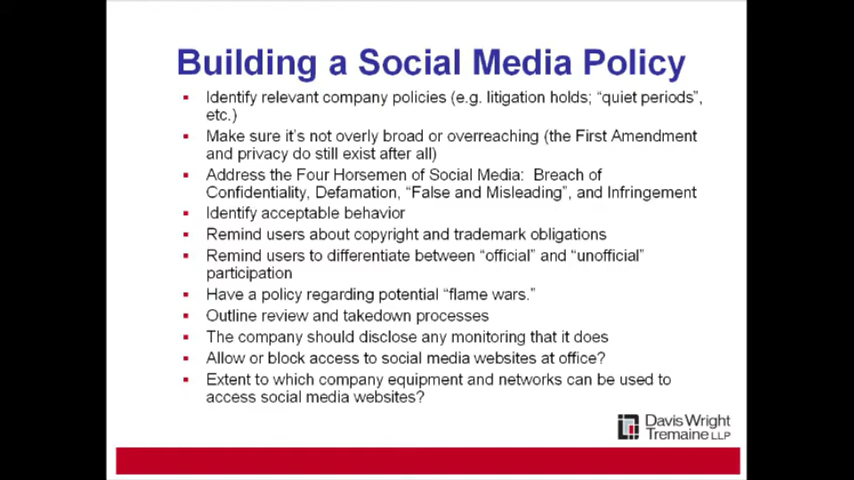 Building a Social Media Policy
▪ Identify relevant company policies (e.g. litigation holds; “quiet periods”,
etc.)
▪ Make sure it’s not overly broad or overreaching (the First Amendment
and privacy do still exist after all)
▪ Address the Four Horsemen of Social Media:  Breach of
Confidentiality, Defamation, “False and Misleading”, and Infringement
▪ Identify acceptable behavior
▪ Remind users about copyright and trademark obligations
▪ Remind users to differentiate between “official” and “unofficial”
participation
▪ Have a policy regarding potential “flame wars.”
▪ Outline review and takedown processes
▪ The company should disclose any monitoring that it does
▪ Allow or block access to social media websites at office?
▪ Extent to which company equipment and networks can be used to
access social media websites?
Davis Wright
Tremaine LLP